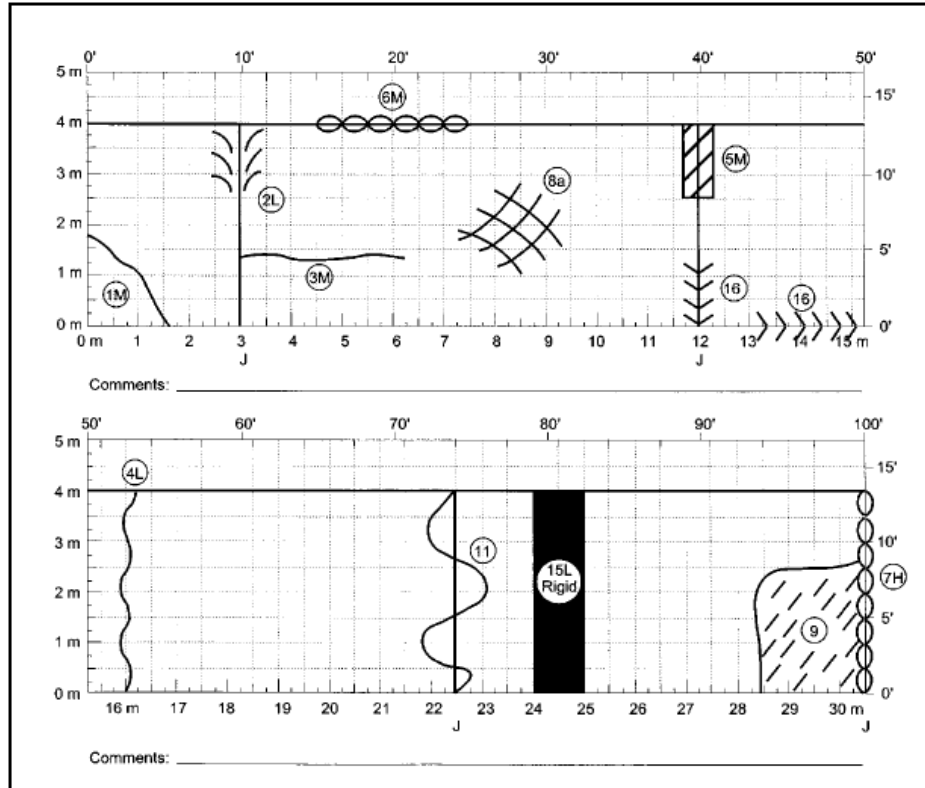 0' 10' 20' 30' 40' 50'
5 m 15'
6M
4 m
5M
3 m 8a 10'
2L
2 m
5'
1 m 3M
1M 16 16
0 m 0'
0 m 1 2 3 4 5 6 7 8 9 10 11 12 13 14 15 m
J J
Comments:
50' 60' 70' 80' 90' 100'
5 m 15'
4L
4 m
3 m 10'
11
15L 7H
Rigid
2 m
5'
9
1 m
0 m 0'
16 m 17 18 19 20 21 22 23 24 25 26 27 28 29 30 m
J J
Comments: